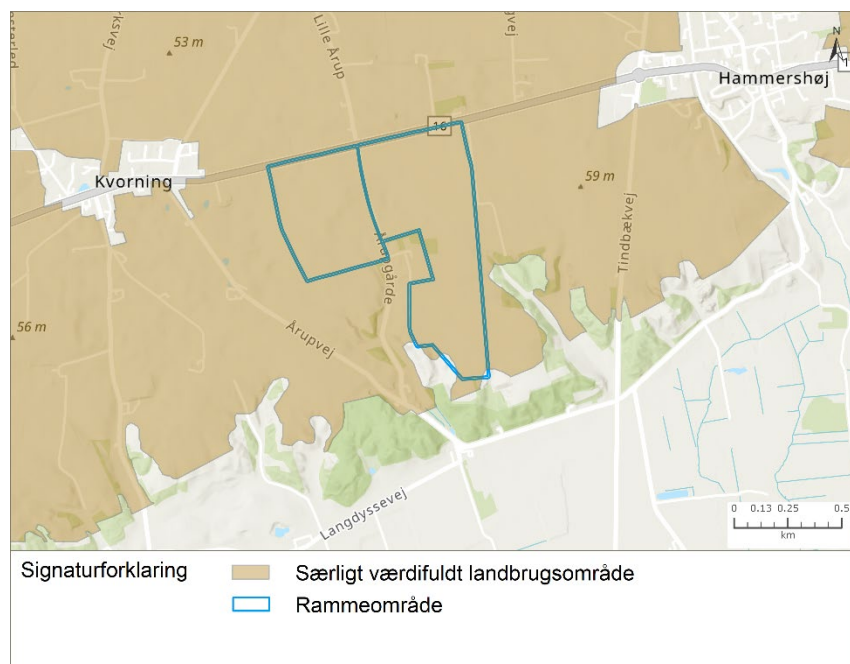 53 m
Lille Årup
N
16
Hammershøj
Kvorning
59 m
Tindbækvej
56 m
Årupvej
Langdyssevej
0 0.13 0.25 0.5
km
Signaturforklaring
Særligt værdifuldt landbrugsområde
Rammeområde